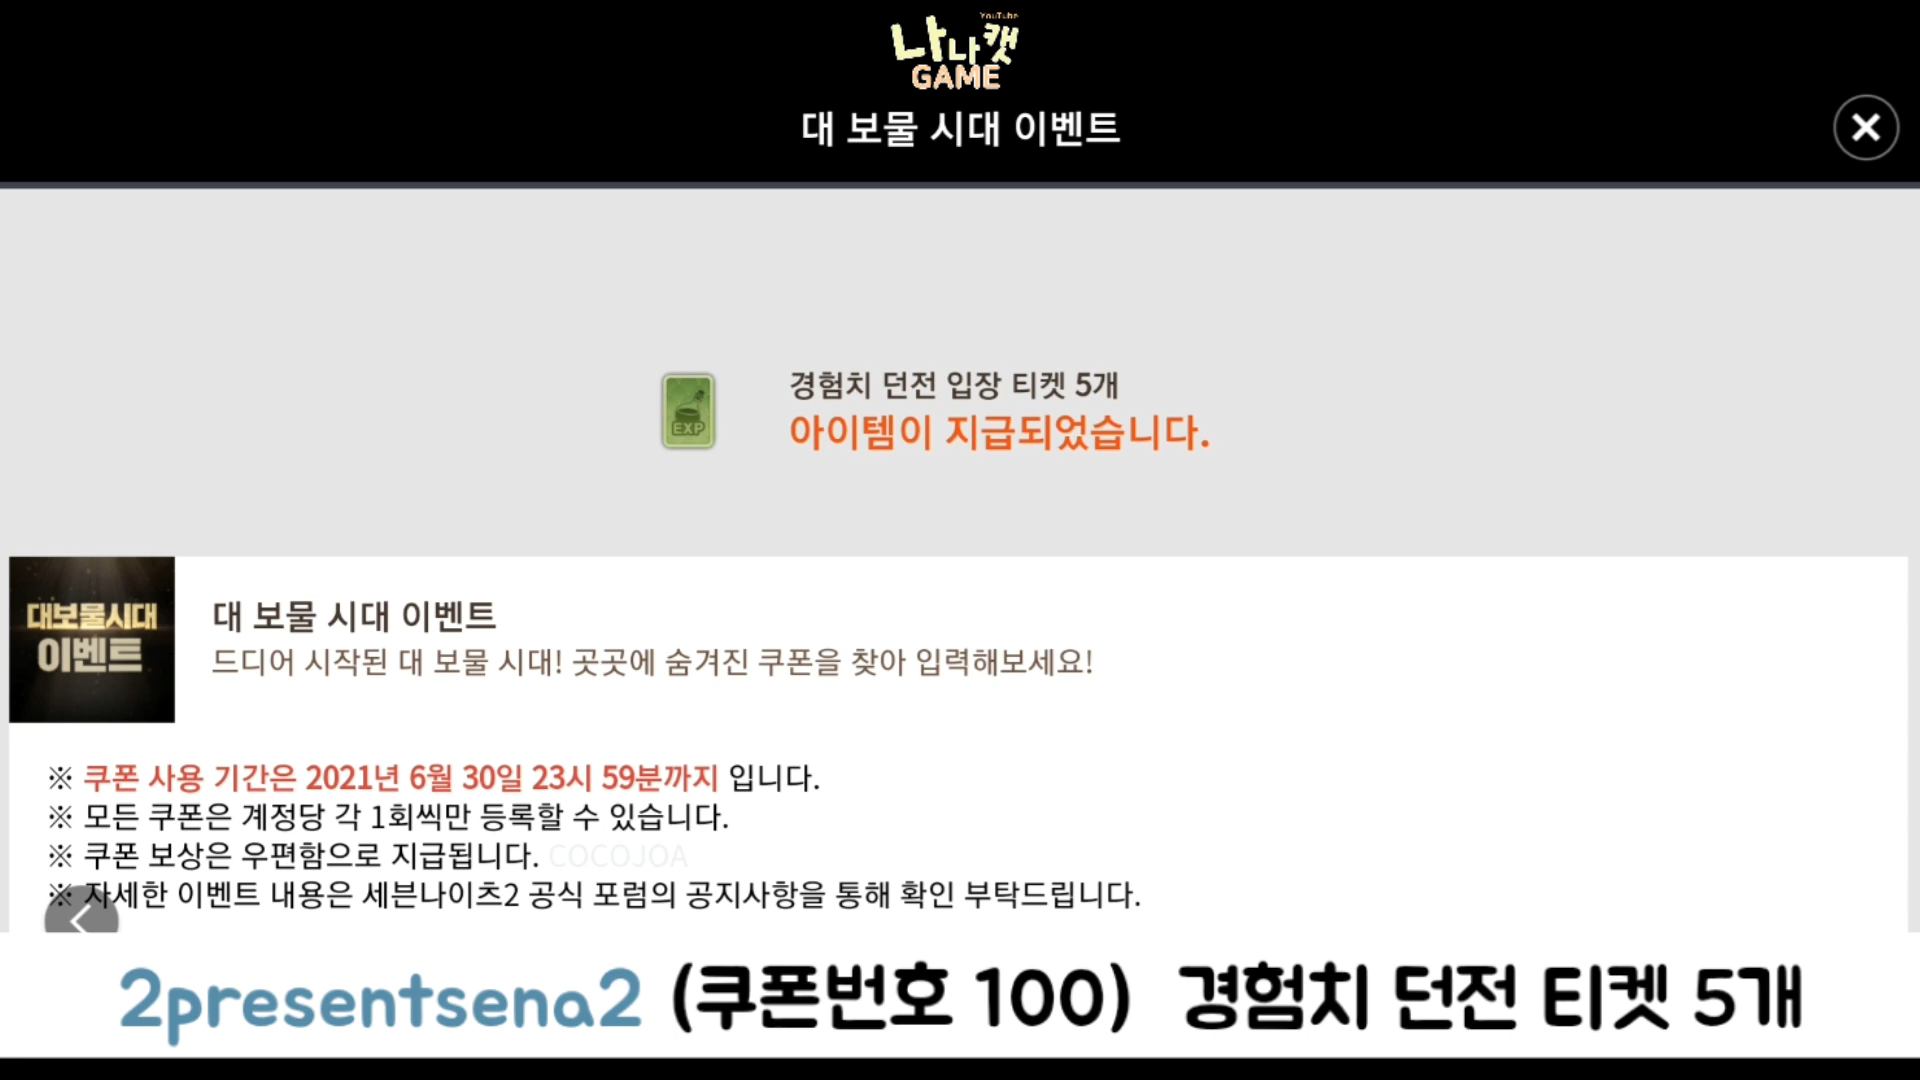 YouTube
나나캣
GAME
대 보물 시대 이벤트
경험치 던전 입장 티켓 5개
EXP
아이템이 지급되었습니다.
대보물시대
이벤트
대 보물 시대 이벤트
드디어 시작된 대 보물 시대! 곳곳에 숨겨진 쿠폰을 찾아 입력해보세요!
※ 쿠폰 사용 기간은 2021년 6월 30일 23시 59분까지 입니다.
※ 모든 쿠폰은 계정당 각 1회씩만 등록할 수 있습니다.
※ 쿠폰 보상은 우편함으로 지급됩니다. COCOJOA
※ 자세한 이벤트 내용은 세븐나이츠2 공식 포럼의 공지사항을 통해 확인 부탁드립니다.
2presentsena2 (쿠폰번호 100) 경험치 던전 티켓 5개